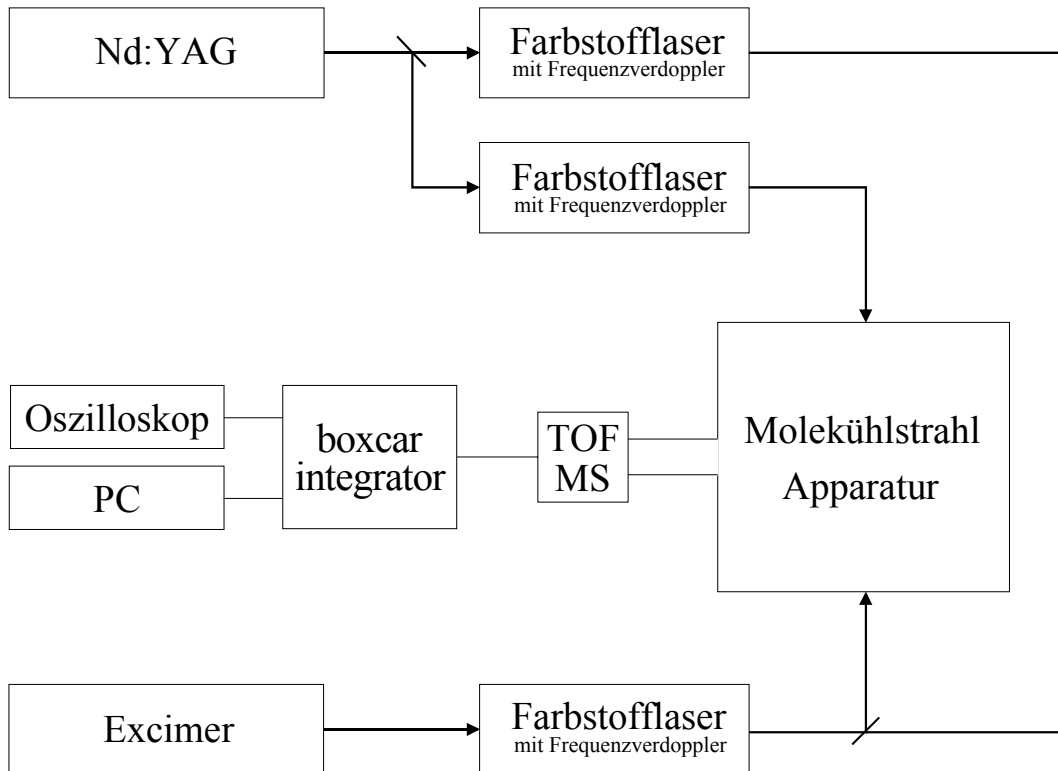 Nd:YAG
Farbstofflaser
mit Frequenzverdoppler
Farbstofflaser
mit Frequenzverdoppler
Oszilloskop
PC
boxcar
integrator
TOF
MS
Molekühlstrahl
Apparatur
Excimer
Farbstofflaser
mit Frequenzverdoppler